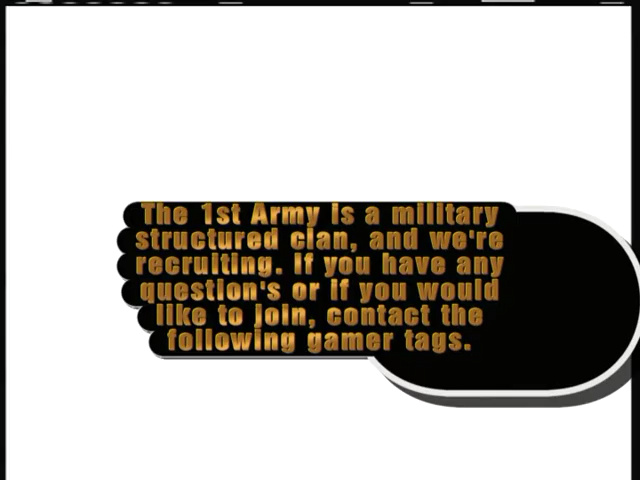 The 1st Army is a military
structured clan, and we're
recruiting. If you have any
question's or if you would
like to join, contact the
following gamer tags.